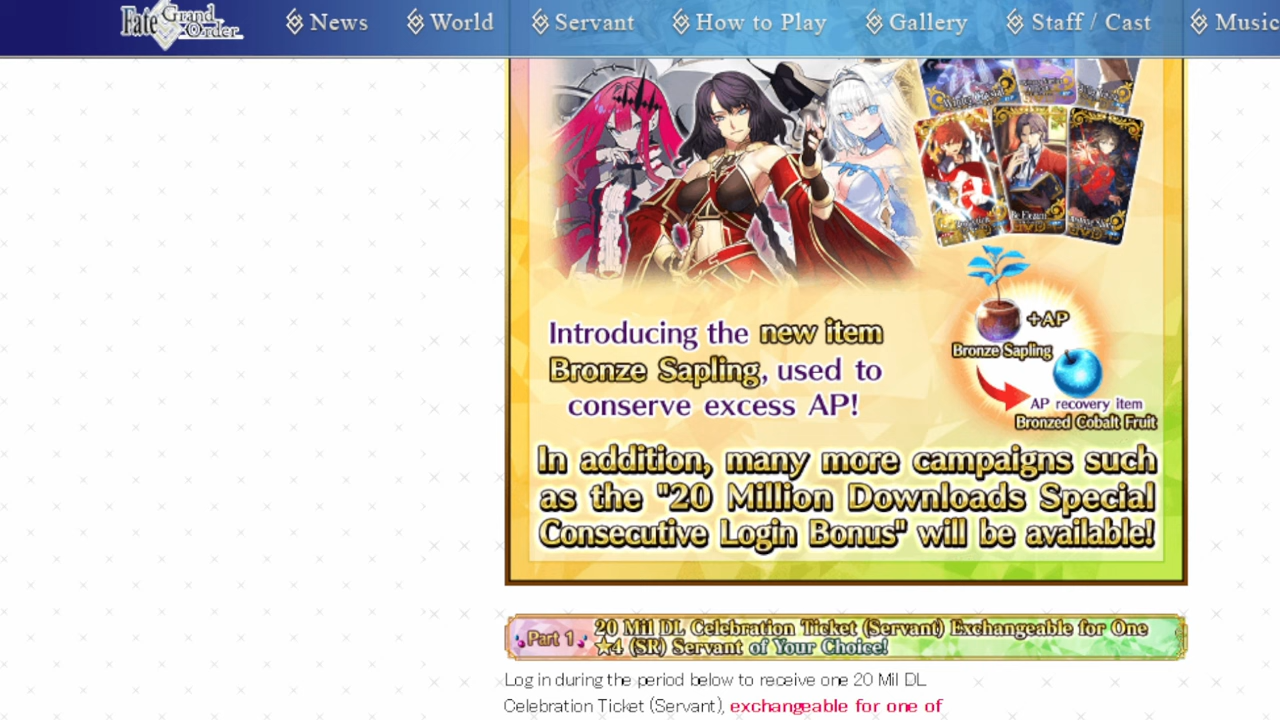 Fate Grand Order News World Servant How to Play Gallery Staff / Cast Music
Introducing the new item
Bronze Sapling, used to
conserve excess AP!
+AP
Bronze Sapling
AP recovery item
Bronzed Cobalt Fruit
In addition, many more campaigns such
as the "20 Million Downloads Special
Consecutive Login Bonus" will be available!
Part 1
20 Mil DL Celebration Ticket (Servant) Exchangeable for One
★4 (SR) Servant of Your Choice!
Log in during the period below to receive one 20 Mil DL
Celebration Ticket (Servant), exchangeable for one of